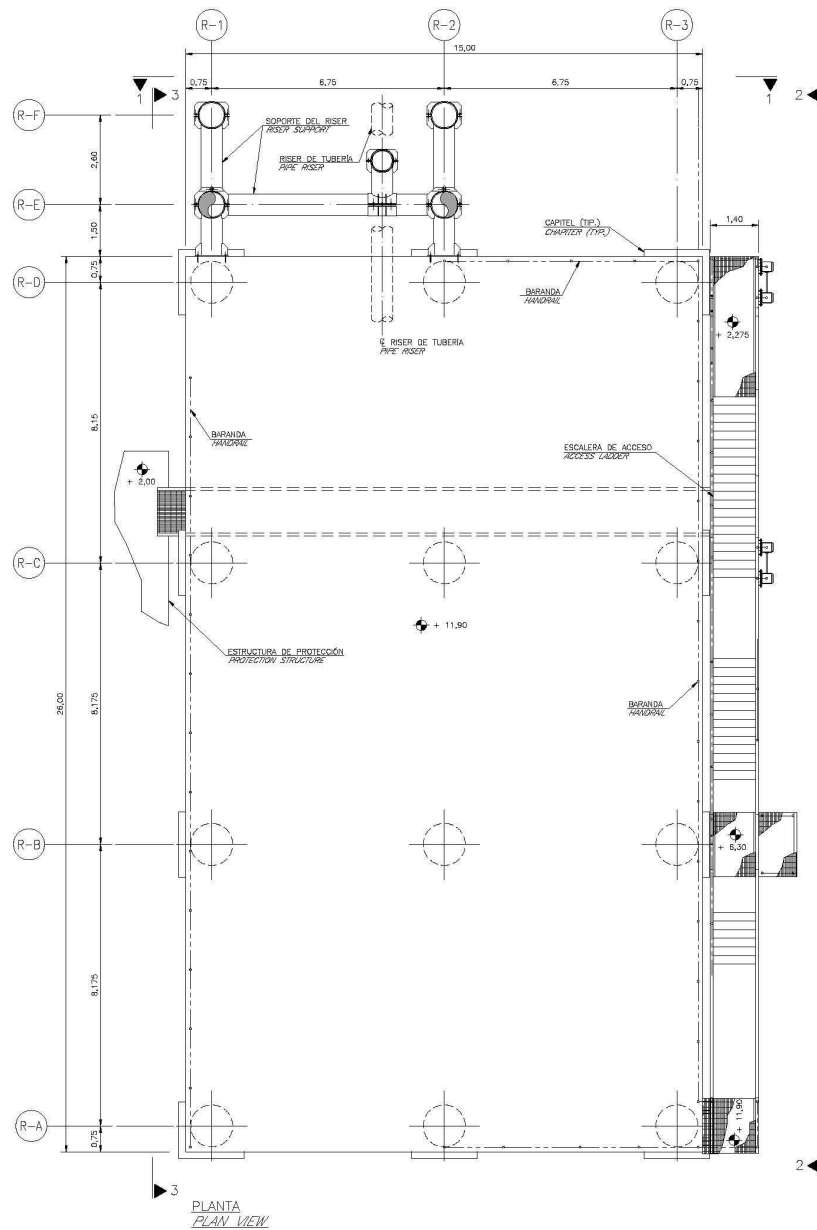 R-1
R-2
R-3
15,00
0,75
6,75
6,75
0,75
1
3
1
2
R-F
SOPORTE DEL RISER
RISER SUPPORT
RISER DE TUBERÍA
PIPE RISER
2,60
R-E
1,50
CAPITEL (TIP.)
CHAPITER (TYP.)
1,40
0,75
R-D
BARANDA
HANDRAIL
+ 2,275
℄ RISER DE TUBERÍA
PIPE RISER
8,15
BARANDA
HANDRAIL
ESCALERA DE ACCESO
ACCESS LADDER
+ 2,00
R-C
+ 11,90
ESTRUCTURA DE PROTECCIÓN
PROTECTION STRUCTURE
26,00
8,175
BARANDA
HANDRAIL
R-B
+ 6,30
8,175
R-A
+ 11,90
0,75
3
2
PLANTA
PLAN VIEW